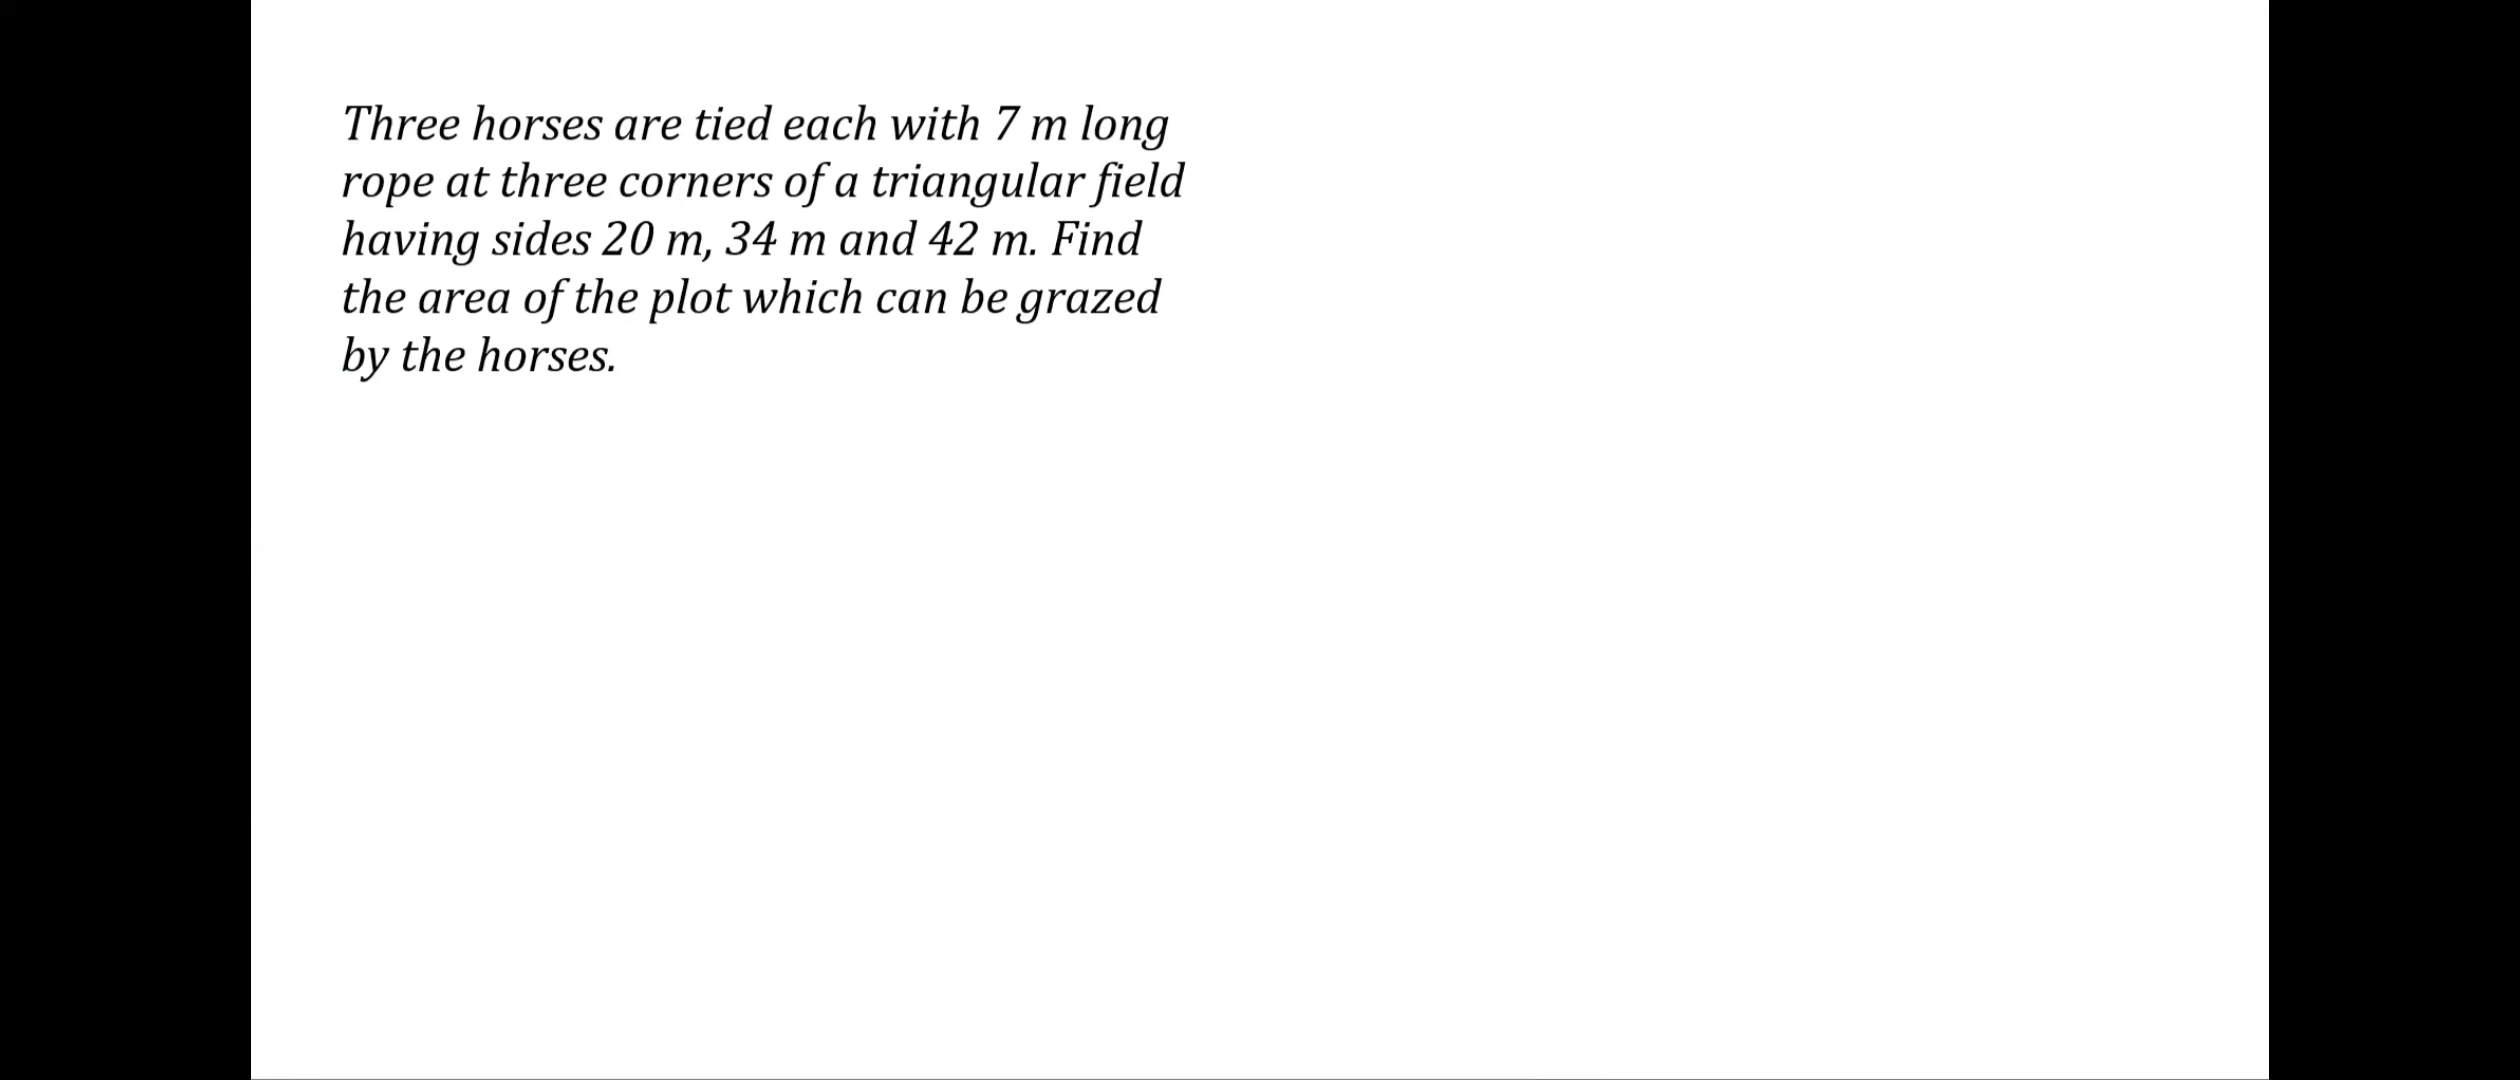 Three horses are tied each with 7 m long
rope at three corners of a triangular field
having sides 20 m, 34 m and 42 m. Find
the area of the plot which can be grazed
by the horses.